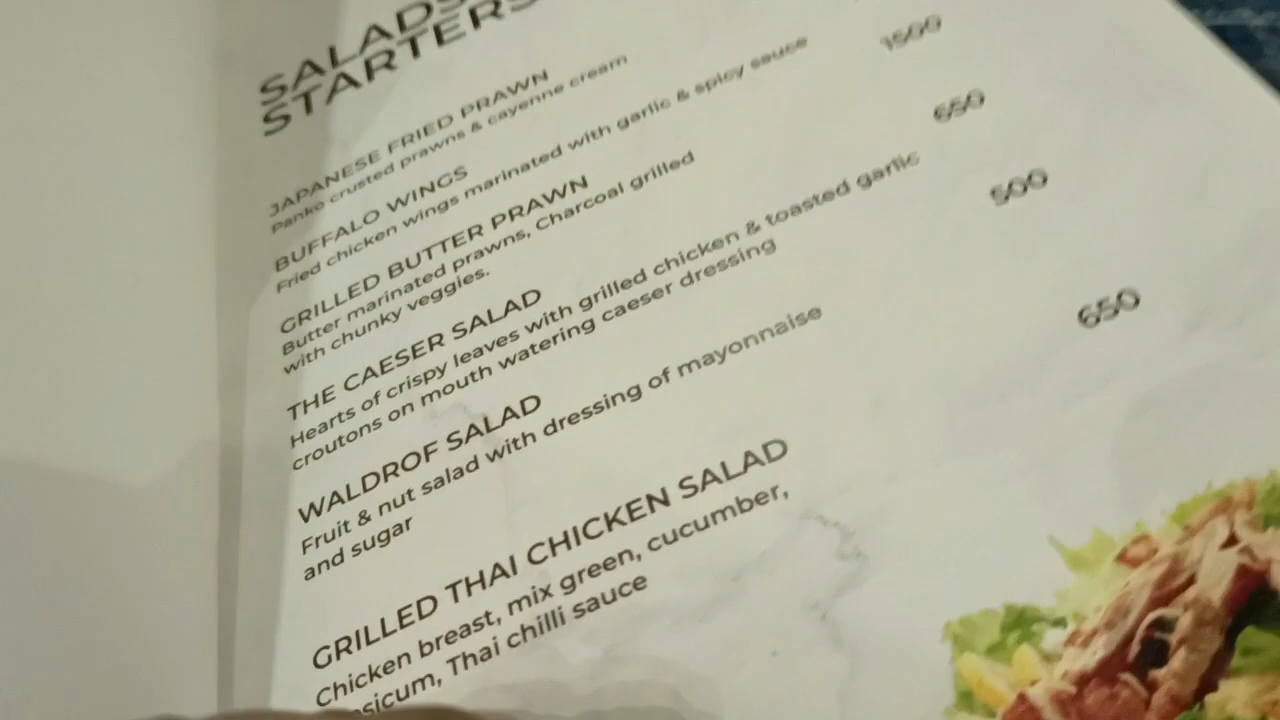 SALADS
STARTERS
JAPANESE FRIED PRAWN
Panko crusted prawns & cayenne cream
BUFFALO WINGS
Fried chicken wings marinated with garlic & spicy sauce
GRILLED BUTTER PRAWN 1500
Butter marinated prawns, Charcoal grilled
with chunky veggies.
THE CAESER SALAD 650
Hearts of crispy leaves with grilled chicken & toasted garlic
croutons on mouth watering caeser dressing
WALDROF SALAD 500
Fruit & nut salad with dressing of mayonnaise
and sugar
GRILLED THAI CHICKEN SALAD 650
Chicken breast, mix green, cucumber,
sicum, Thai chilli sauce